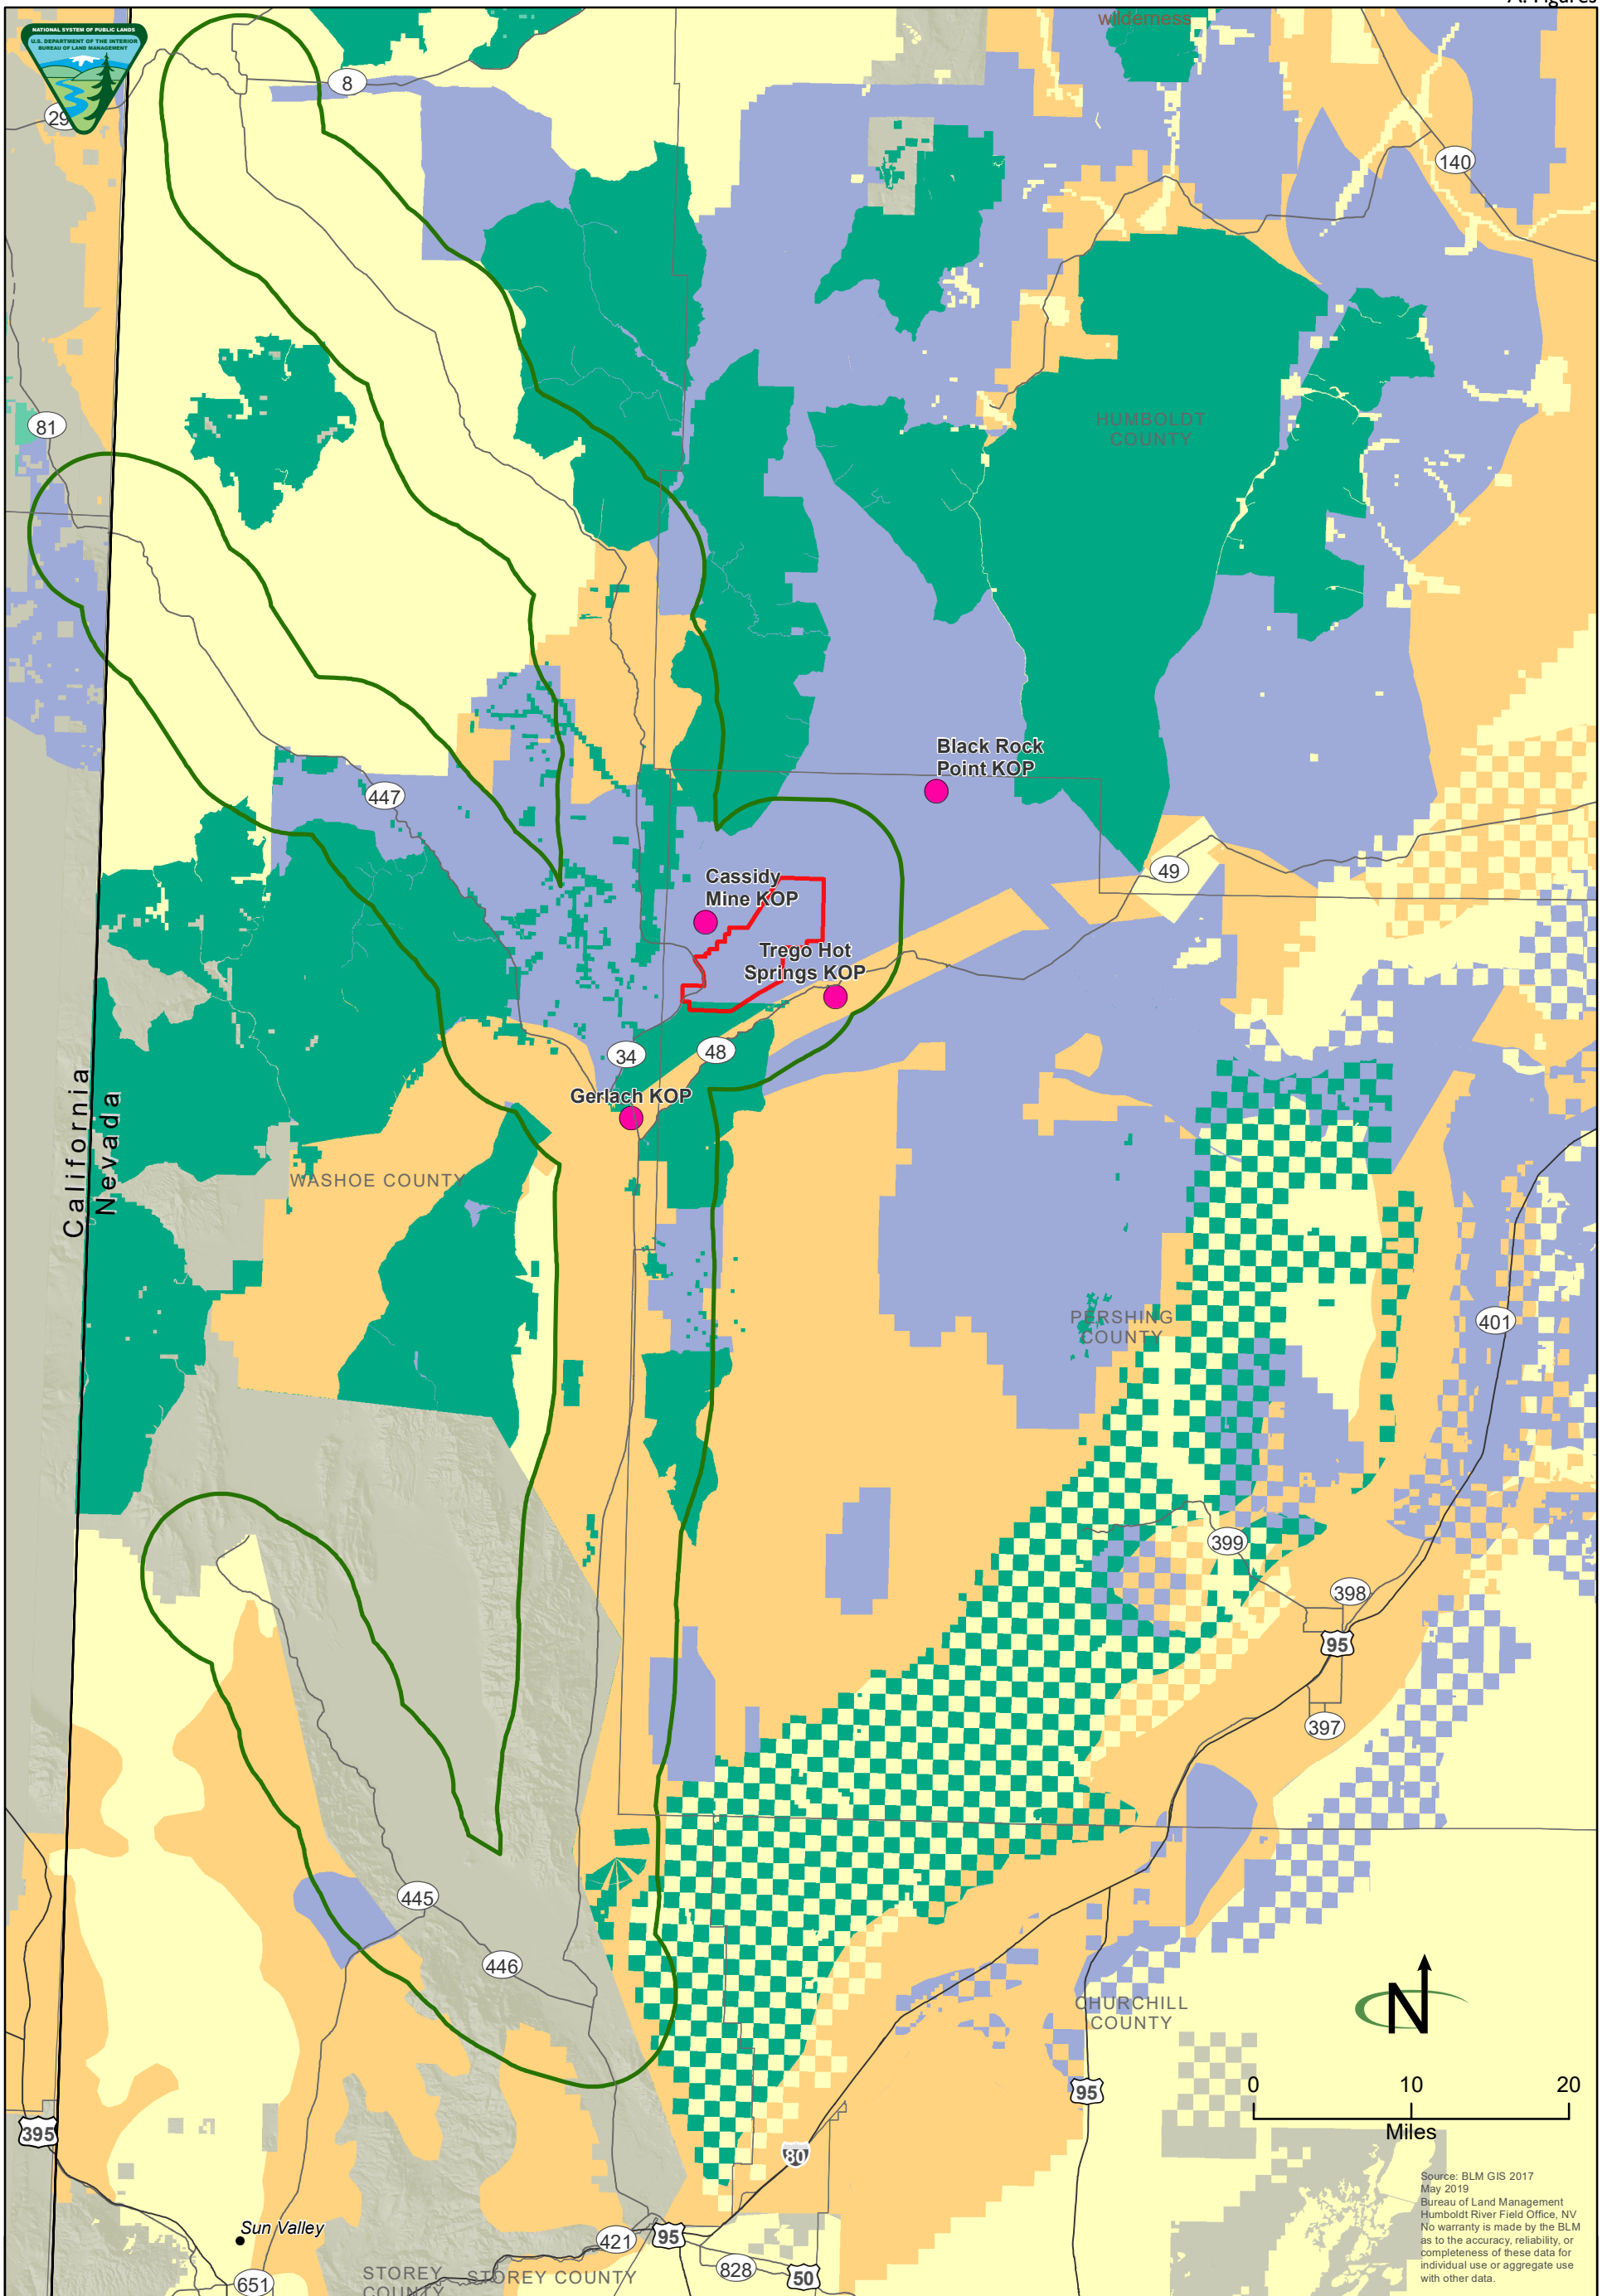 A. Figures
wilderness
NATIONAL SYSTEM OF PUBLIC LANDS
U.S. DEPARTMENT OF THE INTERIOR
BUREAU OF LAND MANAGEMENT
8
29
140
81
HUMBOLDT
COUNTY
Black Rock
Point KOP
447
49
Cassidy
Mine KOP
Trego Hot
Springs KOP
34
48
Gerlach KOP
California
Nevada
WASHOE COUNTY
PERSHING
COUNTY
401
399
398
95
397
445
446
CHURCHILL
COUNTY
N
95
0 10 20
Miles
395
80
Source: BLM GIS 2017
May 2019
Bureau of Land Management
Humboldt River Field Office, NV
No warranty is made by the BLM
as to the accuracy, reliability, or
completeness of these data for
individual use or aggregate use
with other data.
Sun Valley
421
95
828
50
651
STOREY
COUNTY
STOREY COUNTY